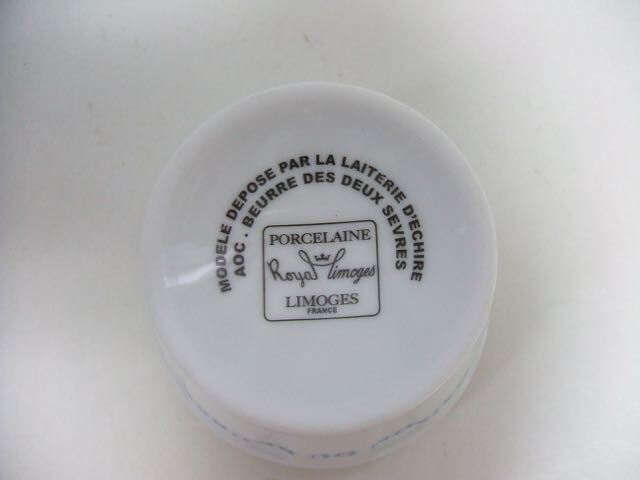 MODELE DEPOSE PAR LA LAITERIE D'ECHIRE
AOC - BEURRE DES DEUX SEVRES
PORCELAINE
Royal Limoges
LIMOGES
FRANCE